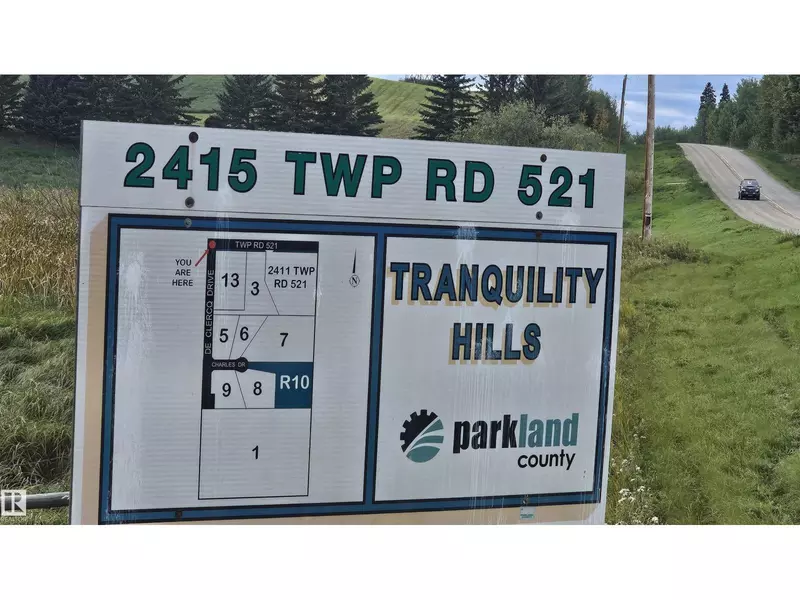 2415 TWP RD 521
TWP RD 521
YOU
ARE
HERE
DE CLERCQ DRIVE
13
3
2411 TWP
RD 521
N
5
6
7
CHARLES DR
9
8
R10
1
TRANQUILITY
HILLS
parkland
county
R
REALTOR